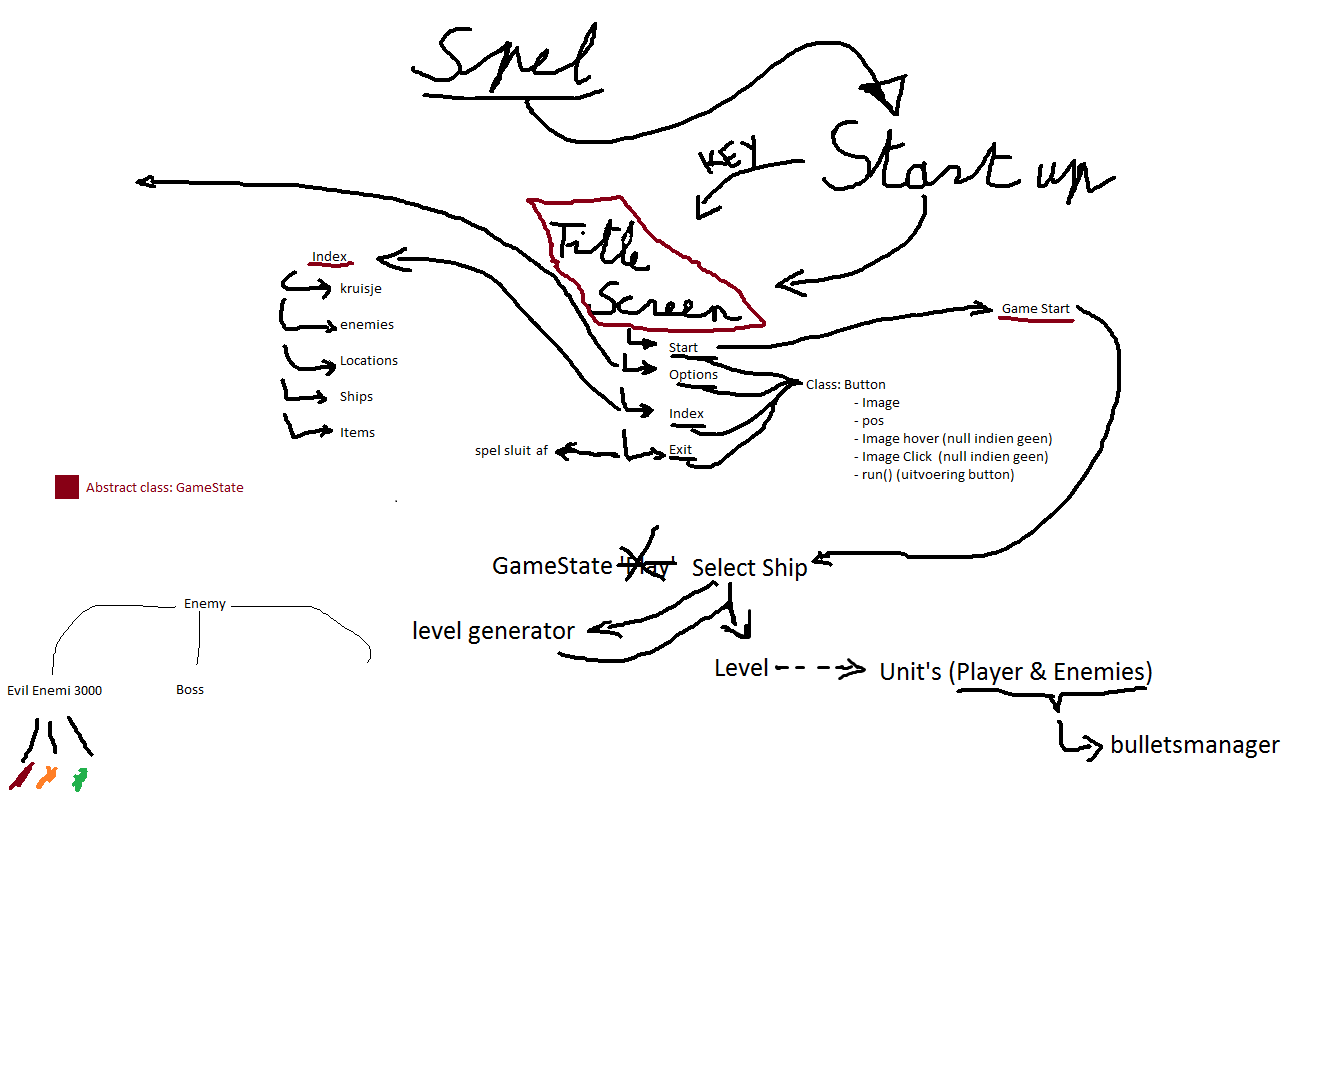 Spel
Start up
KEY
Title
Screen
Index
kruisje
enemies
Locations
Ships
Items
Start
Options
Index
Exit
spel sluit af
Game Start
Class: Button
- Image
- pos
- Image hover (null indien geen)
- Image Click (null indien geen)
- run() (uitvoering button)
Abstract class: GameState
GameState 'Play' Select Ship
level generator
Level
Unit's (Player & Enemies)
bulletsmanager
Enemy
Evil Enemi 3000
Boss